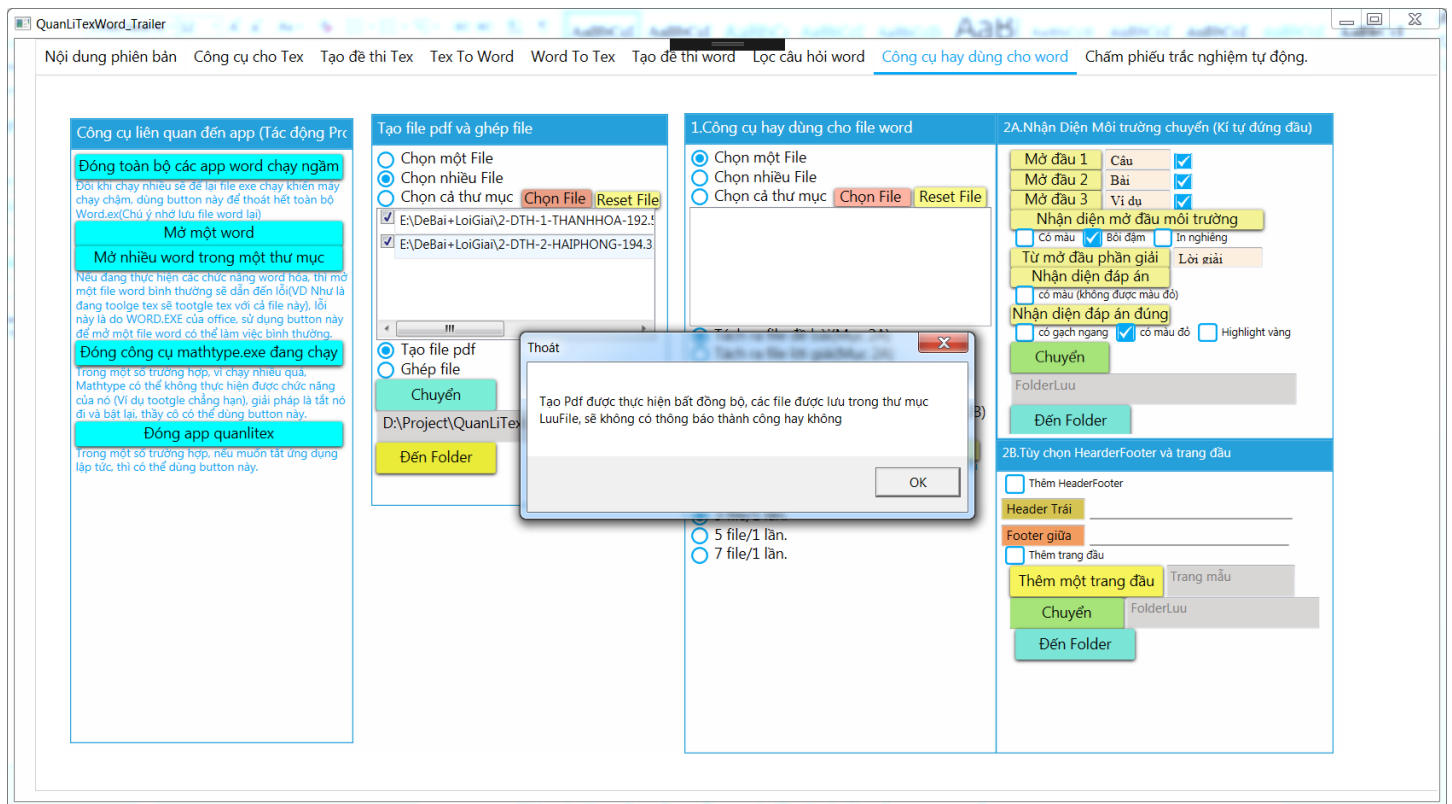 QuanLiTexWord_Trailer
Nội dung phiên bản Công cụ cho Tex Tạo đề thi Tex Tex To Word Word To Tex Tạo đề thi word Lọc câu hỏi word Công cụ hay dùng cho word Chấm phiếu trắc nghiệm tự động.
Công cụ liên quan đến app (Tác động Prc
Đóng toàn bộ các app word chạy ngầm
Đôi khi chạy nhiều sẽ để lại file exe chạy khiến máy
chạy chậm, dùng button này để thoát hết toàn bộ
Word.ex(Chú ý nhớ lưu file word lại)
Mở một word
Mở nhiều word trong một thư mục
Nếu đang thực hiện các chức năng word hóa, thì mở
một file word bình thường sẽ dẫn đến lỗi(VD Như là
đang toolge tex sẽ tootgle tex với cả file này), lỗi
này là do WORD.EXE của office, sử dụng button này
để mở một file word có thể làm việc bình thường.
Đóng công cụ mathtype.exe đang chạy
Trong một số trường hợp, vì chạy nhiều quá,
Mathtype có thể không thực hiện được chức năng
của nó (Ví dụ tootgle chẳng hạn), giải pháp là tắt nó
đi và bật lại, thầy cô có thể dùng button này.
Đóng app quanlitex
Trong một số trường hợp, nếu muốn tắt ứng dụng
lập tức, thì có thể dùng button này.
Tạo file pdf và ghép file
Chọn một File
Chọn nhiều File
Chọn cả thư mục Chọn File Reset File
E:\DeBai+LoiGiai\2-DTH-1-THANHHOA-192.5
E:\DeBai+LoiGiai\2-DTH-2-HAIPHONG-194.3
Tạo file pdf
Ghép file
Chuyển
D:\Project\QuanLiTex
Đến Folder
1.Công cụ hay dùng cho file word
Chọn một File
Chọn nhiều File
Chọn cả thư mục Chọn File Reset File
Thoát
Tạo Pdf được thực hiện bất đồng bộ, các file được lưu trong thư mục
LuuFile, sẽ không có thông báo thành công hay không
OK
5 file/1 lần.
7 file/1 lần.
2A.Nhận Diện Môi trường chuyển (Kí tự đứng đầu)
Mở đầu 1 Câu
Mở đầu 2 Bài
Mở đầu 3 Ví dụ
Nhận diện mở đầu môi trường
Có màu Bôi đậm In nghiêng
Từ mở đầu phần giải Lời giải
Nhận diện đáp án
có màu (không được màu đỏ)
Nhận diện đáp án đúng
có gạch ngang có màu đỏ Highlight vàng
Chuyển
FolderLuu
Đến Folder
2B.Tùy chọn HearderFooter và trang đầu
Thêm HeaderFooter
Header Trái
Footer giữa
Thêm trang đầu
Thêm một trang đầu Trang mẫu
Chuyển FolderLuu
Đến Folder